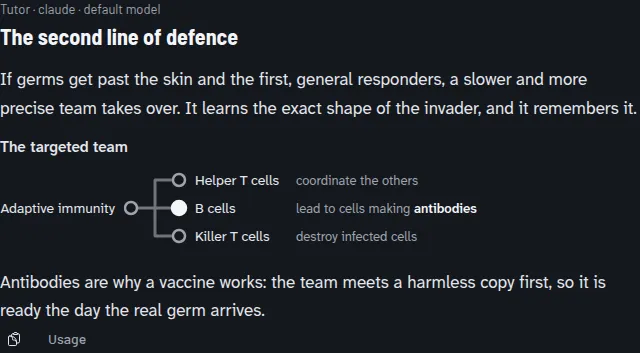 Tutor · claude · default model
The second line of defence
If germs get past the skin and the first, general responders, a slower and more
precise team takes over. It learns the exact shape of the invader, and it remembers it.
The targeted team
Adaptive immunity
Helper T cells coordinate the others
B cells lead to cells making antibodies
Killer T cells destroy infected cells
Antibodies are why a vaccine works: the team meets a harmless copy first, so it is
ready the day the real germ arrives.
Usage